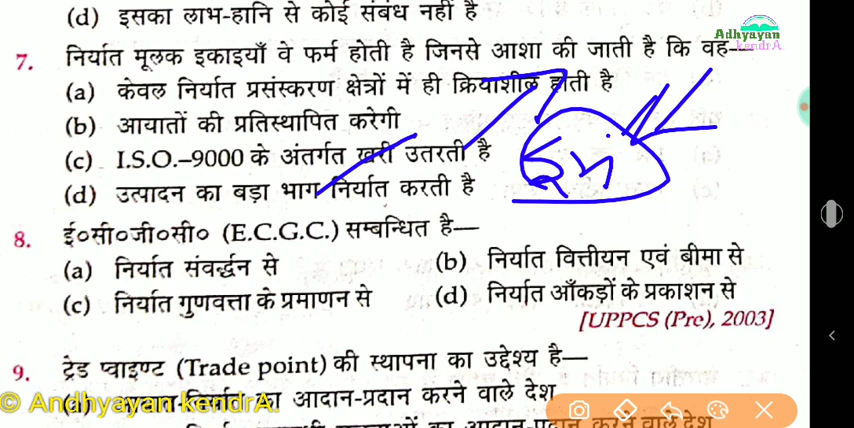 (d) इसका लाभ-हानि से कोई संबंध नहीं है
Adhyayan
kendrA
7. निर्यात मूलक इकाइयाँ वे फर्म होती है जिनसे आशा की जाती है कि वह—
(a) केवल निर्यात प्रसंस्करण क्षेत्रों में ही क्रियाशील होती है
(b) आयातों की प्रतिस्थापित करेगी
(c) I.S.O.–9000 के अंतर्गत खरी उतरती है
(d) उत्पादन का बड़ा भाग निर्यात करती है
8. ई०सी०जी०सी० (E.C.G.C.) सम्बन्धित है—
(a) निर्यात संवर्द्धन से (b) निर्यात वित्तीयन एवं बीमा से
(c) निर्यात गुणवत्ता के प्रमाणन से (d) निर्यात आँकड़ों के प्रकाशन से
[UPPCS (Pre), 2003]
9. ट्रेड प्वाइण्ट (Trade point) की स्थापना का उद्देश्य है—
(a) का आदान-प्रदान करने वाले देश
© Andhyayan kendrA.